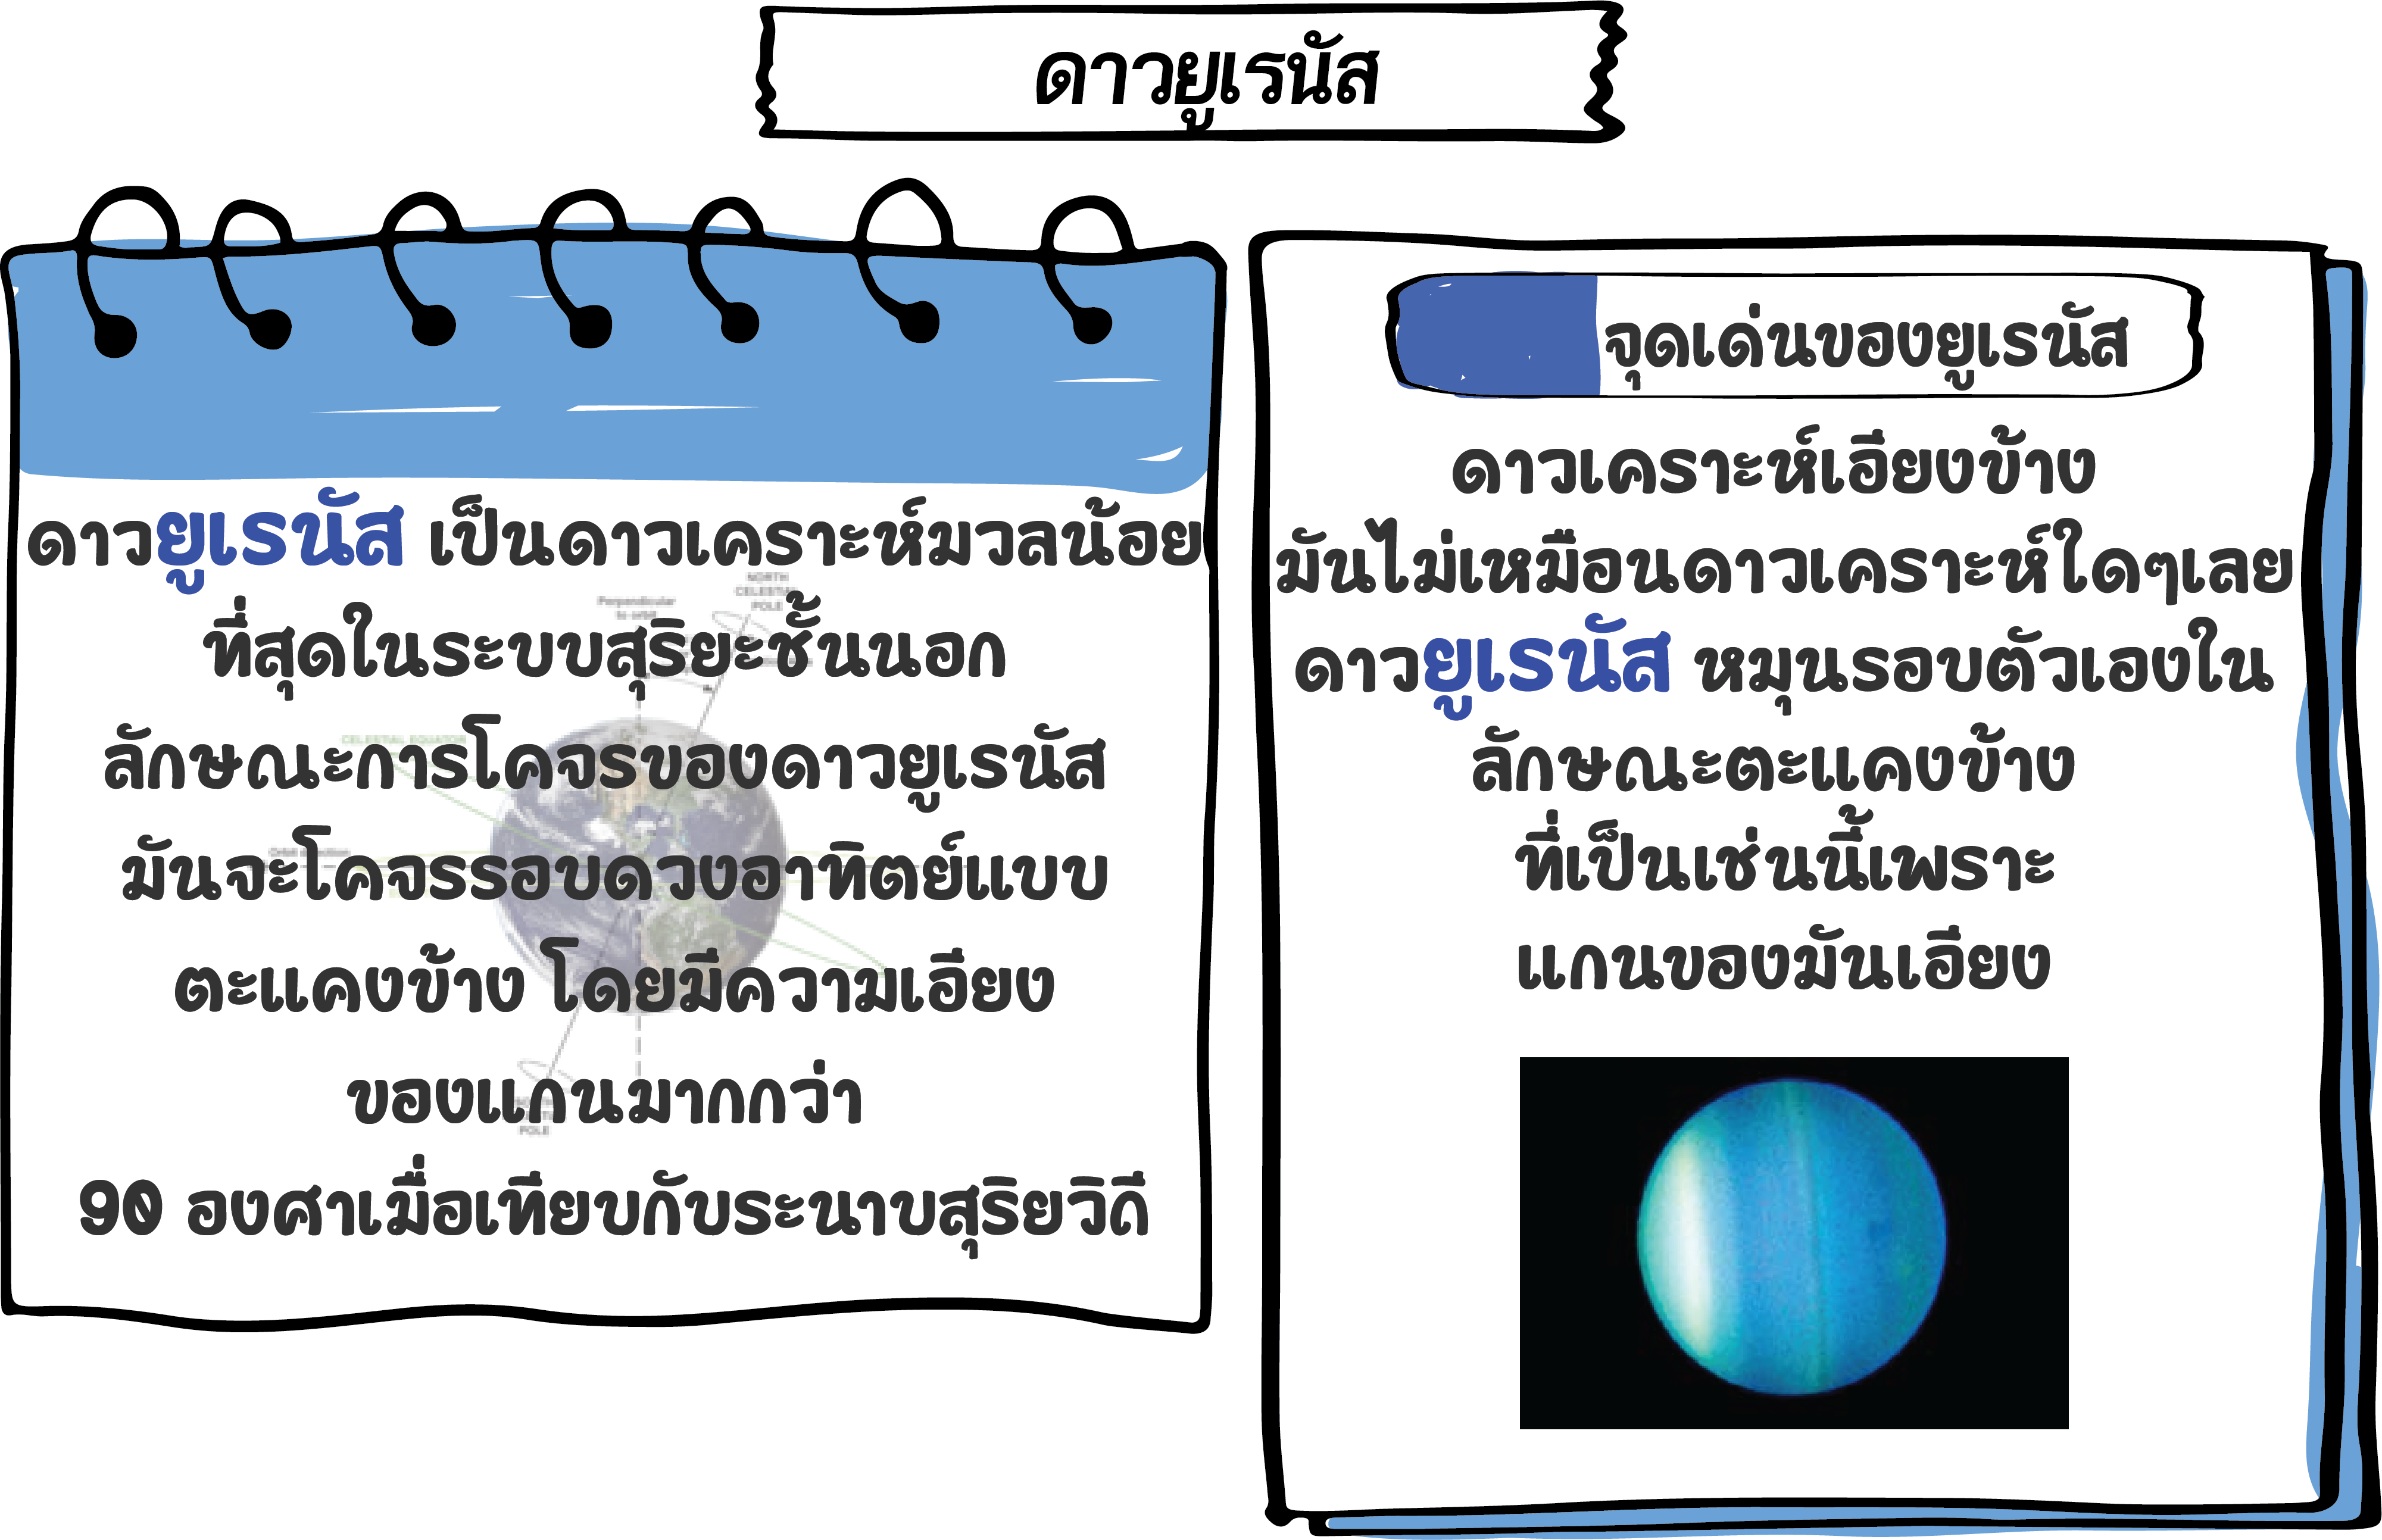 ดาวยูเรนัส
ดาวยูเรนัส เป็นดาวเคราะห์มวลน้อย
ที่สุดในระบบสุริยะชั้นนอก
ลักษณะการโคจรของดาวยูเรนัส
มันจะโคจรรอบดวงอาทิตย์แบบ
ตะแคงข้าง โดยมีความเอียง
ของแกนมากกว่า
90 องศาเมื่อเทียบกับระนาบสุริยวิถี
NORTH
CELESTIAL
POLE
Perpendicular
to orbit
CELESTIAL EQUATOR
POLE
จุดเด่นของยูเรนัส
ดาวเคราะห์เอียงข้าง
มันไม่เหมือนดาวเคราะห์ใดๆเลย
ดาวยูเรนัส หมุนรอบตัวเองใน
ลักษณะตะแคงข้าง
ที่เป็นเช่นนี้เพราะ
แกนของมันเอียง